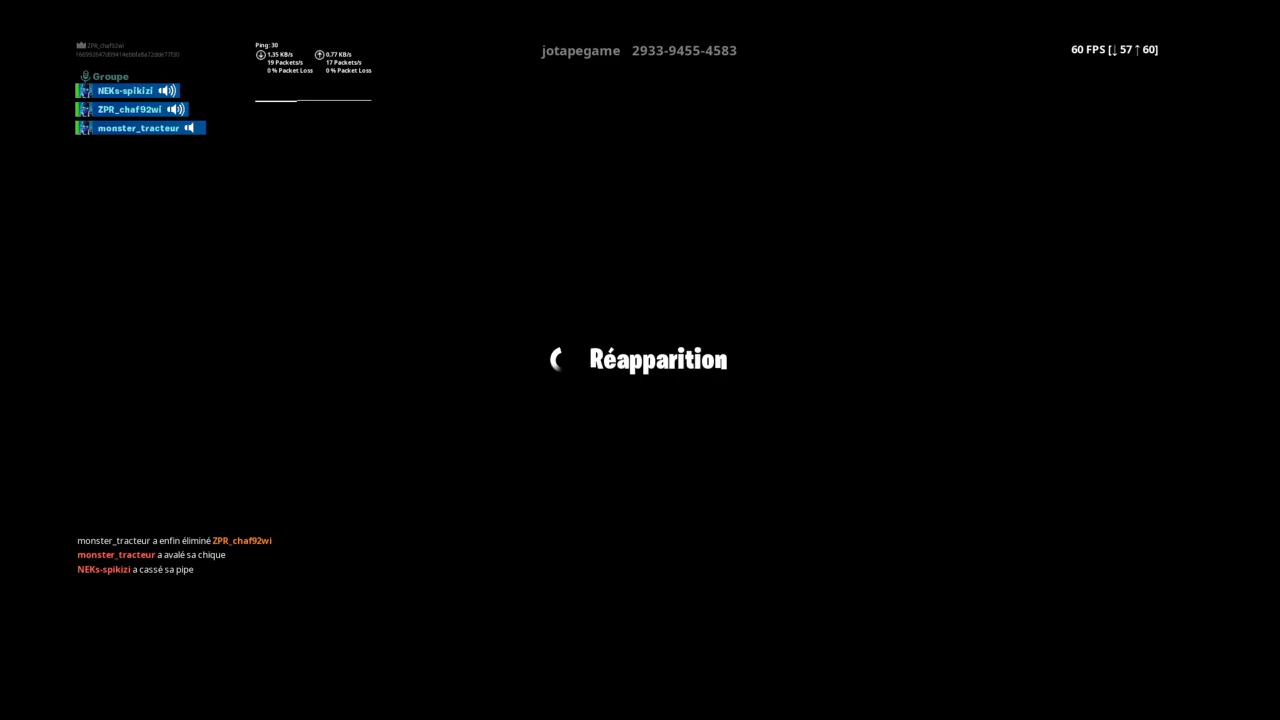 ZPR_chaf92wi
Ping: 30
1.35 KB/s
0.77 KB/s
19 Packets/s
17 Packets/s
0 % Packet Loss
0 % Packet Loss
jotapegame 2933-9455-4583
60 FPS [↓ 57 ↑ 60]
Groupe
NEKs-spikizi
ZPR_chaf92wi
monster_tracteur
Réapparition
monster_tracteur a enfin éliminé ZPR_chaf92wi
monster_tracteur a avalé sa chique
NEKs-spikizi a cassé sa pipe